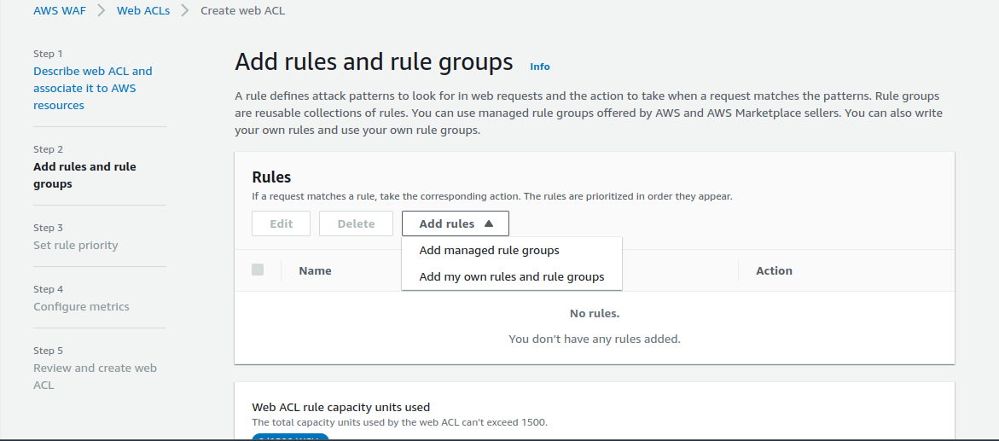 AWS WAF > Web ACLs > Create web ACL
Step 1
Describe web ACL and
associate it to AWS
resources
Step 2
Add rules and rule
groups
Step 3
Set rule priority
Step 4
Configure metrics
Step 5
Review and create web
ACL
Add rules and rule groups Info
A rule defines attack patterns to look for in web requests and the action to take when a request matches the patterns. Rule groups
are reusable collections of rules. You can use managed rule groups offered by AWS and AWS Marketplace sellers. You can also write
your own rules and use your own rule groups.
Rules
If a request matches a rule, take the corresponding action. The rules are prioritized in order they appear.
Edit Delete Add rules
Add managed rule groups
Add my own rules and rule groups
Name Action
No rules.
You don't have any rules added.
Web ACL rule capacity units used
The total capacity units used by the web ACL can't exceed 1500.